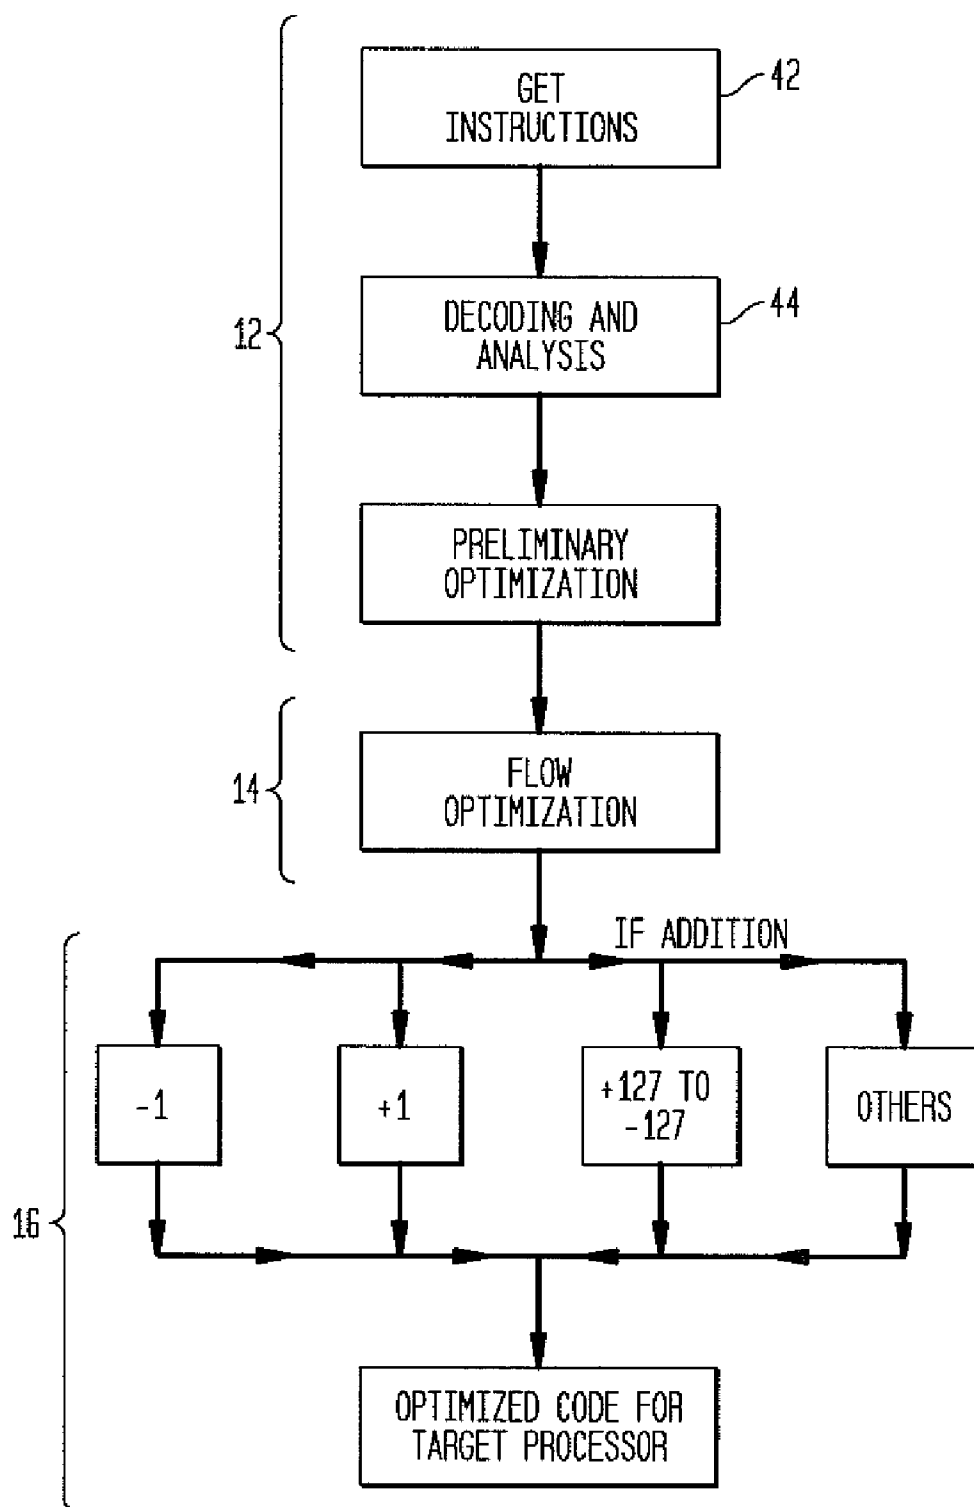 GET
INSTRUCTIONS
42
DECODING AND
ANALYSIS
44
12
PRELIMINARY
OPTIMIZATION
14
FLOW
OPTIMIZATION
IF ADDITION
-1
+1
+127 TO
-127
OTHERS
16
OPTIMIZED CODE FOR
TARGET PROCESSOR